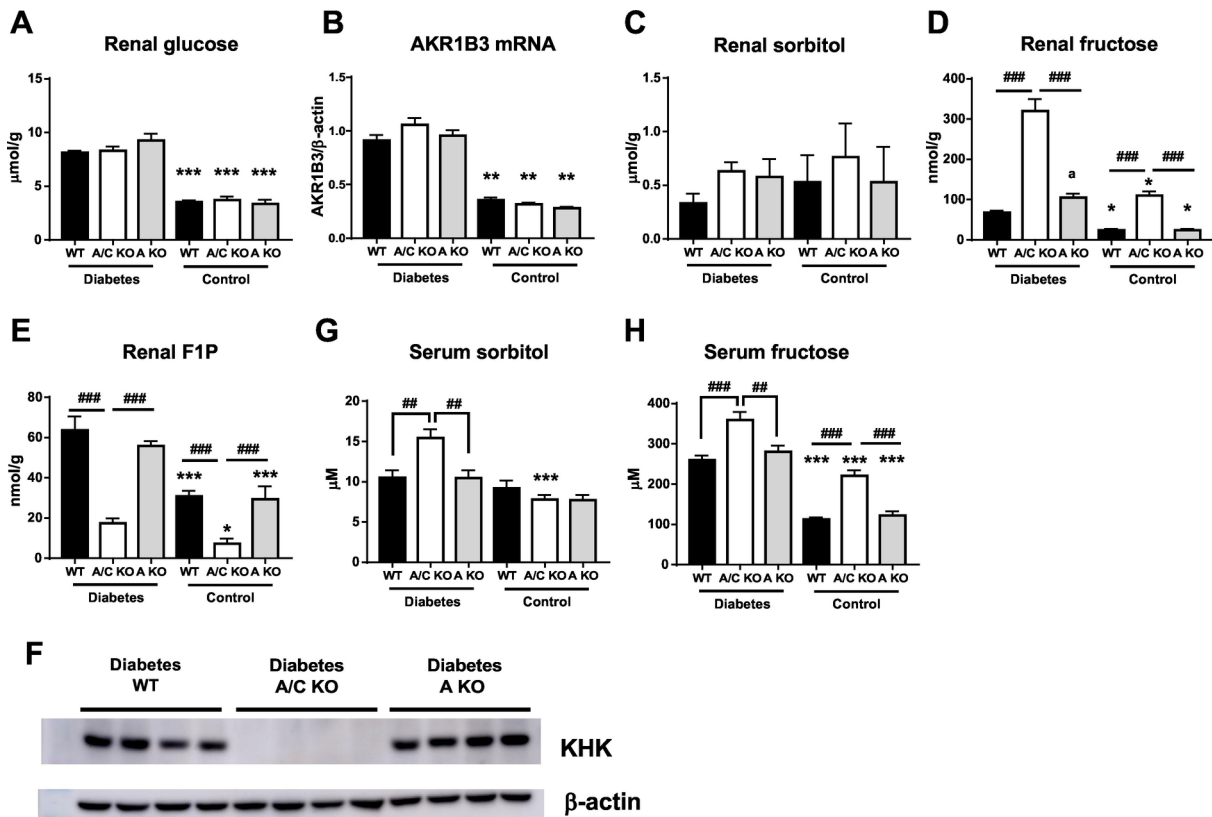 A
Renal glucose
15
10
5
0
μmol/g
*** *** ***
WT A/C KO A KO WT A/C KO A KO
Diabetes Control
B
AKR1B3 mRNA
1.5
1.0
0.5
0.0
AKR1B3/β-actin
** ** **
WT A/C KO A KO WT A/C KO A KO
Diabetes Control
C
Renal sorbitol
1.5
1.0
0.5
0.0
μmol/g
WT A/C KO A KO WT A/C KO A KO
Diabetes Control
D
Renal fructose
400
300
200
100
0
nmol/g
### ###
### ###
a
* * *
WT A/C KO A KO WT A/C KO A KO
Diabetes Control
E
Renal F1P
80
60
40
20
0
nmol/g
### ###
### ###
*** * ***
WT A/C KO A KO WT A/C KO A KO
Diabetes Control
G
Serum sorbitol
20
15
10
5
0
μM
## ##
***
WT A/C KO A KO WT A/C KO A KO
Diabetes Control
H
Serum fructose
400
300
200
100
0
μM
### ##
### ###
*** *** ***
WT A/C KO A KO WT A/C KO A KO
Diabetes Control
F
Diabetes
WT
Diabetes
A/C KO
Diabetes
A KO
KHK
β-actin